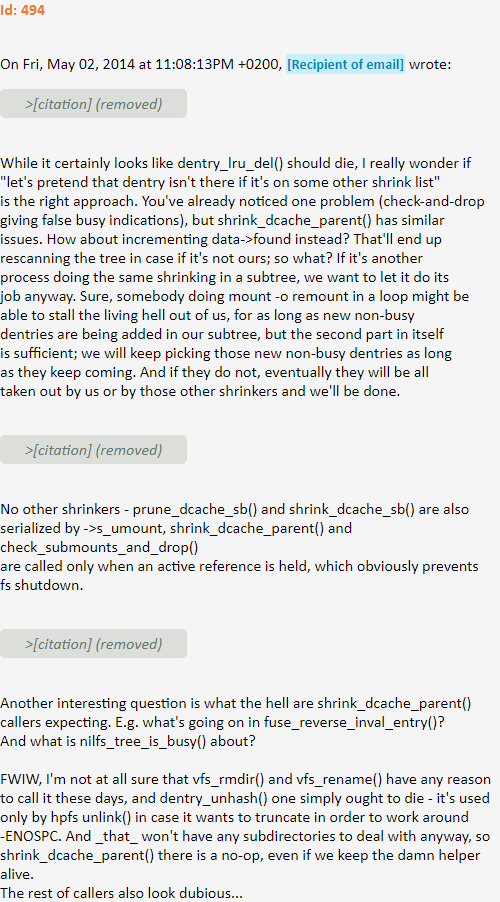 Id: 494
On Fri, May 02, 2014 at 11:08:13PM +0200, [Recipient of email] wrote:
>[citation] (removed)
While it certainly looks like dentry_lru_del() should die, I really wonder if
"let's pretend that dentry isn't there if it's on some other shrink list"
is the right approach. You've already noticed one problem (check-and-drop
giving false busy indications), but shrink_dcache_parent() has similar
issues. How about incrementing data->found instead? That'll end up
rescanning the tree in case if it's not ours; so what? If it's another
process doing the same shrinking in a subtree, we want to let it do its
job anyway. Sure, somebody doing mount -o remount in a loop might be
able to stall the living hell out of us, for as long as new non-busy
dentries are being added in our subtree, but the second part in itself
is sufficient; we will keep picking those new non-busy dentries as long
as they keep coming. And if they do not, eventually they will be all
taken out by us or by those other shrinkers and we'll be done.
>[citation] (removed)
No other shrinkers - prune_dcache_sb() and shrink_dcache_sb() are also
serialized by ->s_umount, shrink_dcache_parent() and
check_submounts_and_drop()
are called only when an active reference is held, which obviously prevents
fs shutdown.
>[citation] (removed)
Another interesting question is what the hell are shrink_dcache_parent()
callers expecting. E.g. what's going on in fuse_reverse_inval_entry()?
And what is nilfs_tree_is_busy() about?
FWIW, I'm not at all sure that vfs_rmdir() and vfs_rename() have any reason
to call it these days, and dentry_unhash() one simply ought to die - it's used
only by hpfs unlink() in case it wants to truncate in order to work around
-ENOSPC. And _that_ won't have any subdirectories to deal with anyway, so
shrink_dcache_parent() there is a no-op, even if we keep the damn helper
alive.
The rest of callers also look dubious...